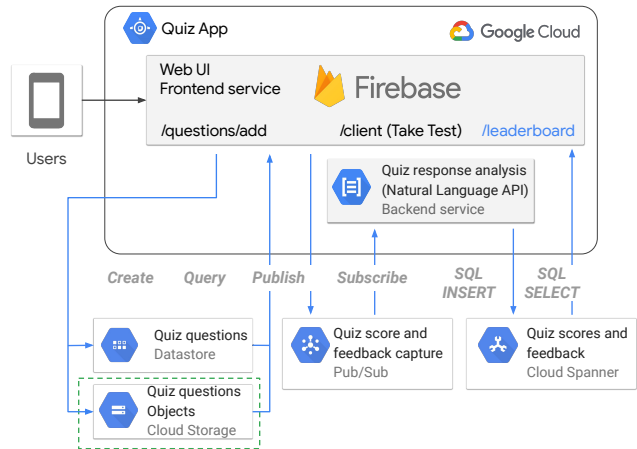 Quiz App
Google Cloud
Web UI
Frontend service
Firebase
/questions/add
/client (Take Test)
/leaderboard
Users
Quiz response analysis
(Natural Language API)
Backend service
Create
Query
Publish
Subscribe
SQL
INSERT
SQL
SELECT
Quiz questions
Datastore
Quiz score and
feedback capture
Pub/Sub
Quiz scores and
feedback
Cloud Spanner
Quiz questions
Objects
Cloud Storage